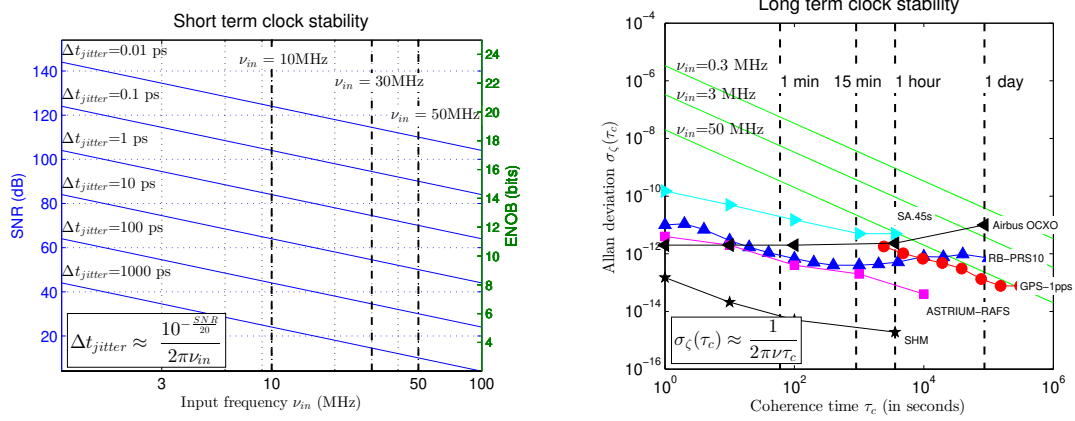 Short term clock stability
SNR (dB)
140
120
100
80
60
40
20
Δt_jitter=0.01 ps
Δt_jitter=0.1 ps
Δt_jitter=1 ps
Δt_jitter=10 ps
Δt_jitter=100 ps
Δt_jitter=1000 ps
ν_in = 10MHz
ν_in = 30MHz
ν_in = 50MHz
Δt_jitter ≈ 10^(-SNR/20) / 2πν_in
24
22
20
18
16
14
12
10
8
6
4
ENOB (bits)
3 10 30 50 100
Input frequency ν_in (MHz)
Long term clock stability
Allan deviation σ_ζ(τ_c)
10^−4
10^−6
10^−8
10^−10
10^−12
10^−14
10^−16
ν_in=0.3 MHz
ν_in=3 MHz
ν_in=50 MHz
1 min 15 min 1 hour 1 day
SA.45s
Airbus OCXO
RB−PRS10
GPS−1pps
ASTRIUM−RAFS
SHM
σ_ζ(τ_c) ≈ 1 / 2πντ_c
10^0 10^2 10^4 10^6
Coherence time τ_c (in seconds)